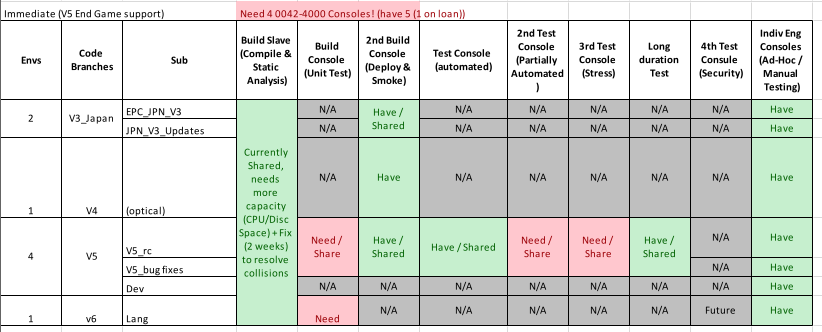 Immediate (V5 End Game support) Need 4 0042-4000 Consoles! (have 5 (1 on loan))
Envs
Code
Branches
Sub
Build Slave
(Compile &
Static
Analysis)
Build
Console
(Unit Test)
2nd Build
Console
(Deploy &
Smoke)
Test Console
(automated)
2nd Test
Console
(Partially
Automated
)
3rd Test
Console
(Stress)
Long
duration
Test
4th Test
Consule
(Security)
Indiv Eng
Consoles
(Ad-Hoc /
Manual
Testing)
2
V3_Japan
EPC_JPN_V3
JPN_V3_Updates
Currently
Shared,
needs
more
capacity
(CPU/Disc
Space) + Fix
(2 weeks)
to resolve
collisions
N/A
N/A
Have /
Shared
N/A
N/A
N/A
N/A
N/A
N/A
N/A
N/A
N/A
N/A
Have
Have
1
V4
(optical)
N/A
Have
N/A
N/A
N/A
N/A
N/A
Have
4
V5
V5_rc
V5_bug fixes
Dev
Need /
Share
Have /
Shared
Have / Shared
Need /
Share
Need /
Share
Have /
Shared
N/A
Have
N/A
Have
N/A
N/A
N/A
N/A
N/A
N/A
N/A
Have
1
v6
Lang
Need
N/A
N/A
N/A
N/A
N/A
Future
Have